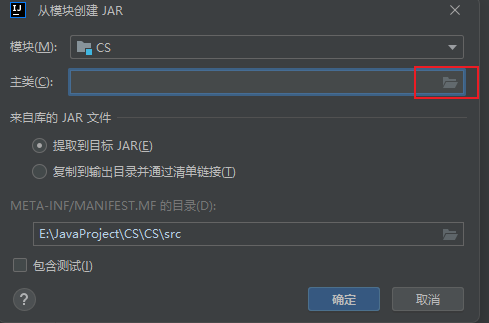 IJ
从模块创建 JAR
模块(M):
CS
主类(C):
来自库的 JAR 文件
提取到目标 JAR(E)
复制到输出目录并通过清单链接(T)
META-INF/MANIFEST.MF 的目录(D):
E:\JavaProject\CS\CS\src
包含测试(I)
?
确定
取消